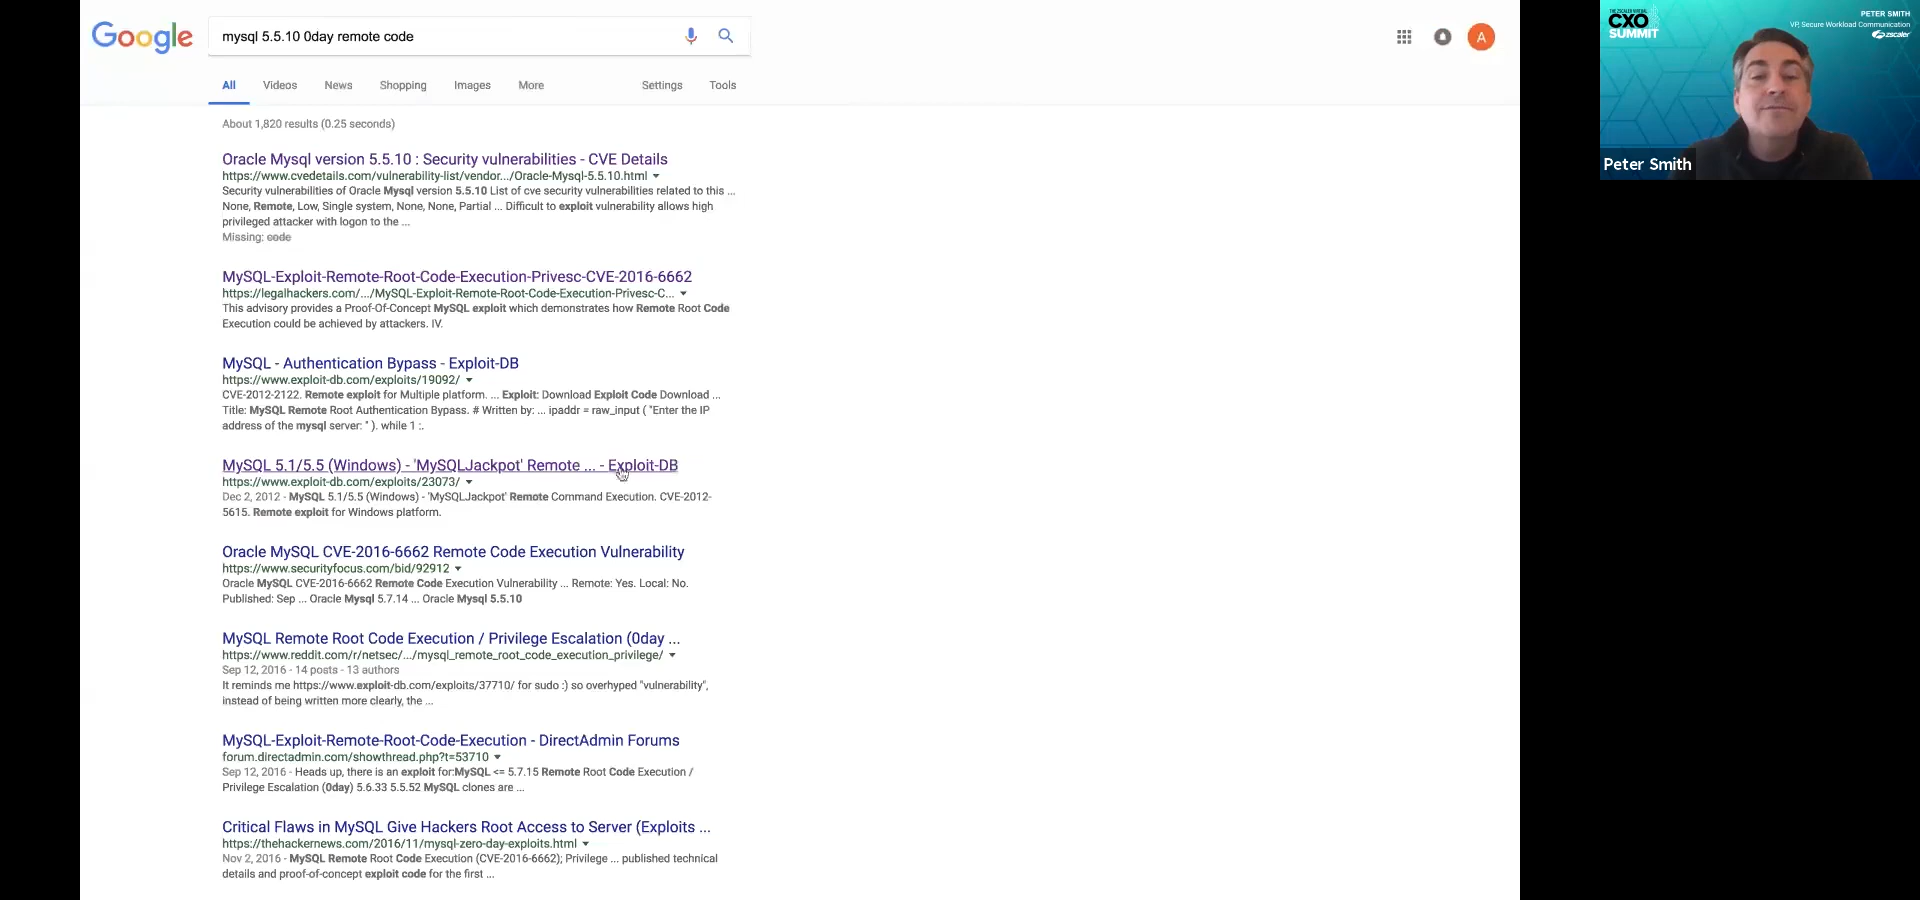 Google
mysql 5.5.10 0day remote code
A
All Videos News Shopping Images More Settings Tools
About 1,820 results (0.25 seconds)
Oracle Mysql version 5.5.10 : Security vulnerabilities - CVE Details
https://www.cvedetails.com/vulnerability-list/vendor.../Oracle-Mysql-5.5.10.html
Security vulnerabilities of Oracle Mysql version 5.5.10 List of cve security vulnerabilities related to this ...
None, Remote, Low, Single system, None, None, Partial ... Difficult to exploit vulnerability allows high
privileged attacker with logon to the ...
Missing: code
MySQL-Exploit-Remote-Root-Code-Execution-Privesc-CVE-2016-6662
https://legalhackers.com/.../MySQL-Exploit-Remote-Root-Code-Execution-Privesc-C...
This advisory provides a Proof-Of-Concept MySQL exploit which demonstrates how Remote Root Code
Execution could be achieved by attackers. IV.
MySQL - Authentication Bypass - Exploit-DB
https://www.exploit-db.com/exploits/19092/
CVE-2012-2122. Remote exploit for Multiple platform. ... Exploit: Download Exploit Code Download ...
Title: MySQL Remote Root Authentication Bypass. # Written by: ... ipaddr = raw_input ( "Enter the IP
address of the mysql server: " ). while 1 :.
MySQL 5.1/5.5 (Windows) - 'MySQLJackpot' Remote ... - Exploit-DB
https://www.exploit-db.com/exploits/23073/
Dec 2, 2012 - MySQL 5.1/5.5 (Windows) - 'MySQLJackpot' Remote Command Execution. CVE-2012-
5615. Remote exploit for Windows platform.
Oracle MySQL CVE-2016-6662 Remote Code Execution Vulnerability
https://www.securityfocus.com/bid/92912
Oracle MySQL CVE-2016-6662 Remote Code Execution Vulnerability ... Remote: Yes. Local: No.
Published: Sep ... Oracle Mysql 5.7.14 ... Oracle Mysql 5.5.10
MySQL Remote Root Code Execution / Privilege Escalation (0day ...
https://www.reddit.com/r/netsec/.../mysql_remote_root_code_execution_privilege/
Sep 12, 2016 - 14 posts - 13 authors
It reminds me https://www.exploit-db.com/exploits/37710/ for sudo :) so overhyped "vulnerability",
instead of being written more clearly, the ...
MySQL-Exploit-Remote-Root-Code-Execution - DirectAdmin Forums
forum.directadmin.com/showthread.php?t=53710
Sep 12, 2016 - Heads up, there is an exploit for:MySQL <= 5.7.15 Remote Root Code Execution /
Privilege Escalation (0day) 5.6.33 5.5.52 MySQL clones are ...
Critical Flaws in MySQL Give Hackers Root Access to Server (Exploits ...
https://thehackernews.com/2016/11/mysql-zero-day-exploits.html
Nov 2, 2016 - MySQL Remote Root Code Execution (CVE-2016-6662); Privilege ... published technical
details and proof-of-concept exploit code for the first ...
THE ZSCALER VIRTUAL
CXO
SUMMIT
PETER SMITH
VP, Secure Workload Communication
zscaler
Peter Smith